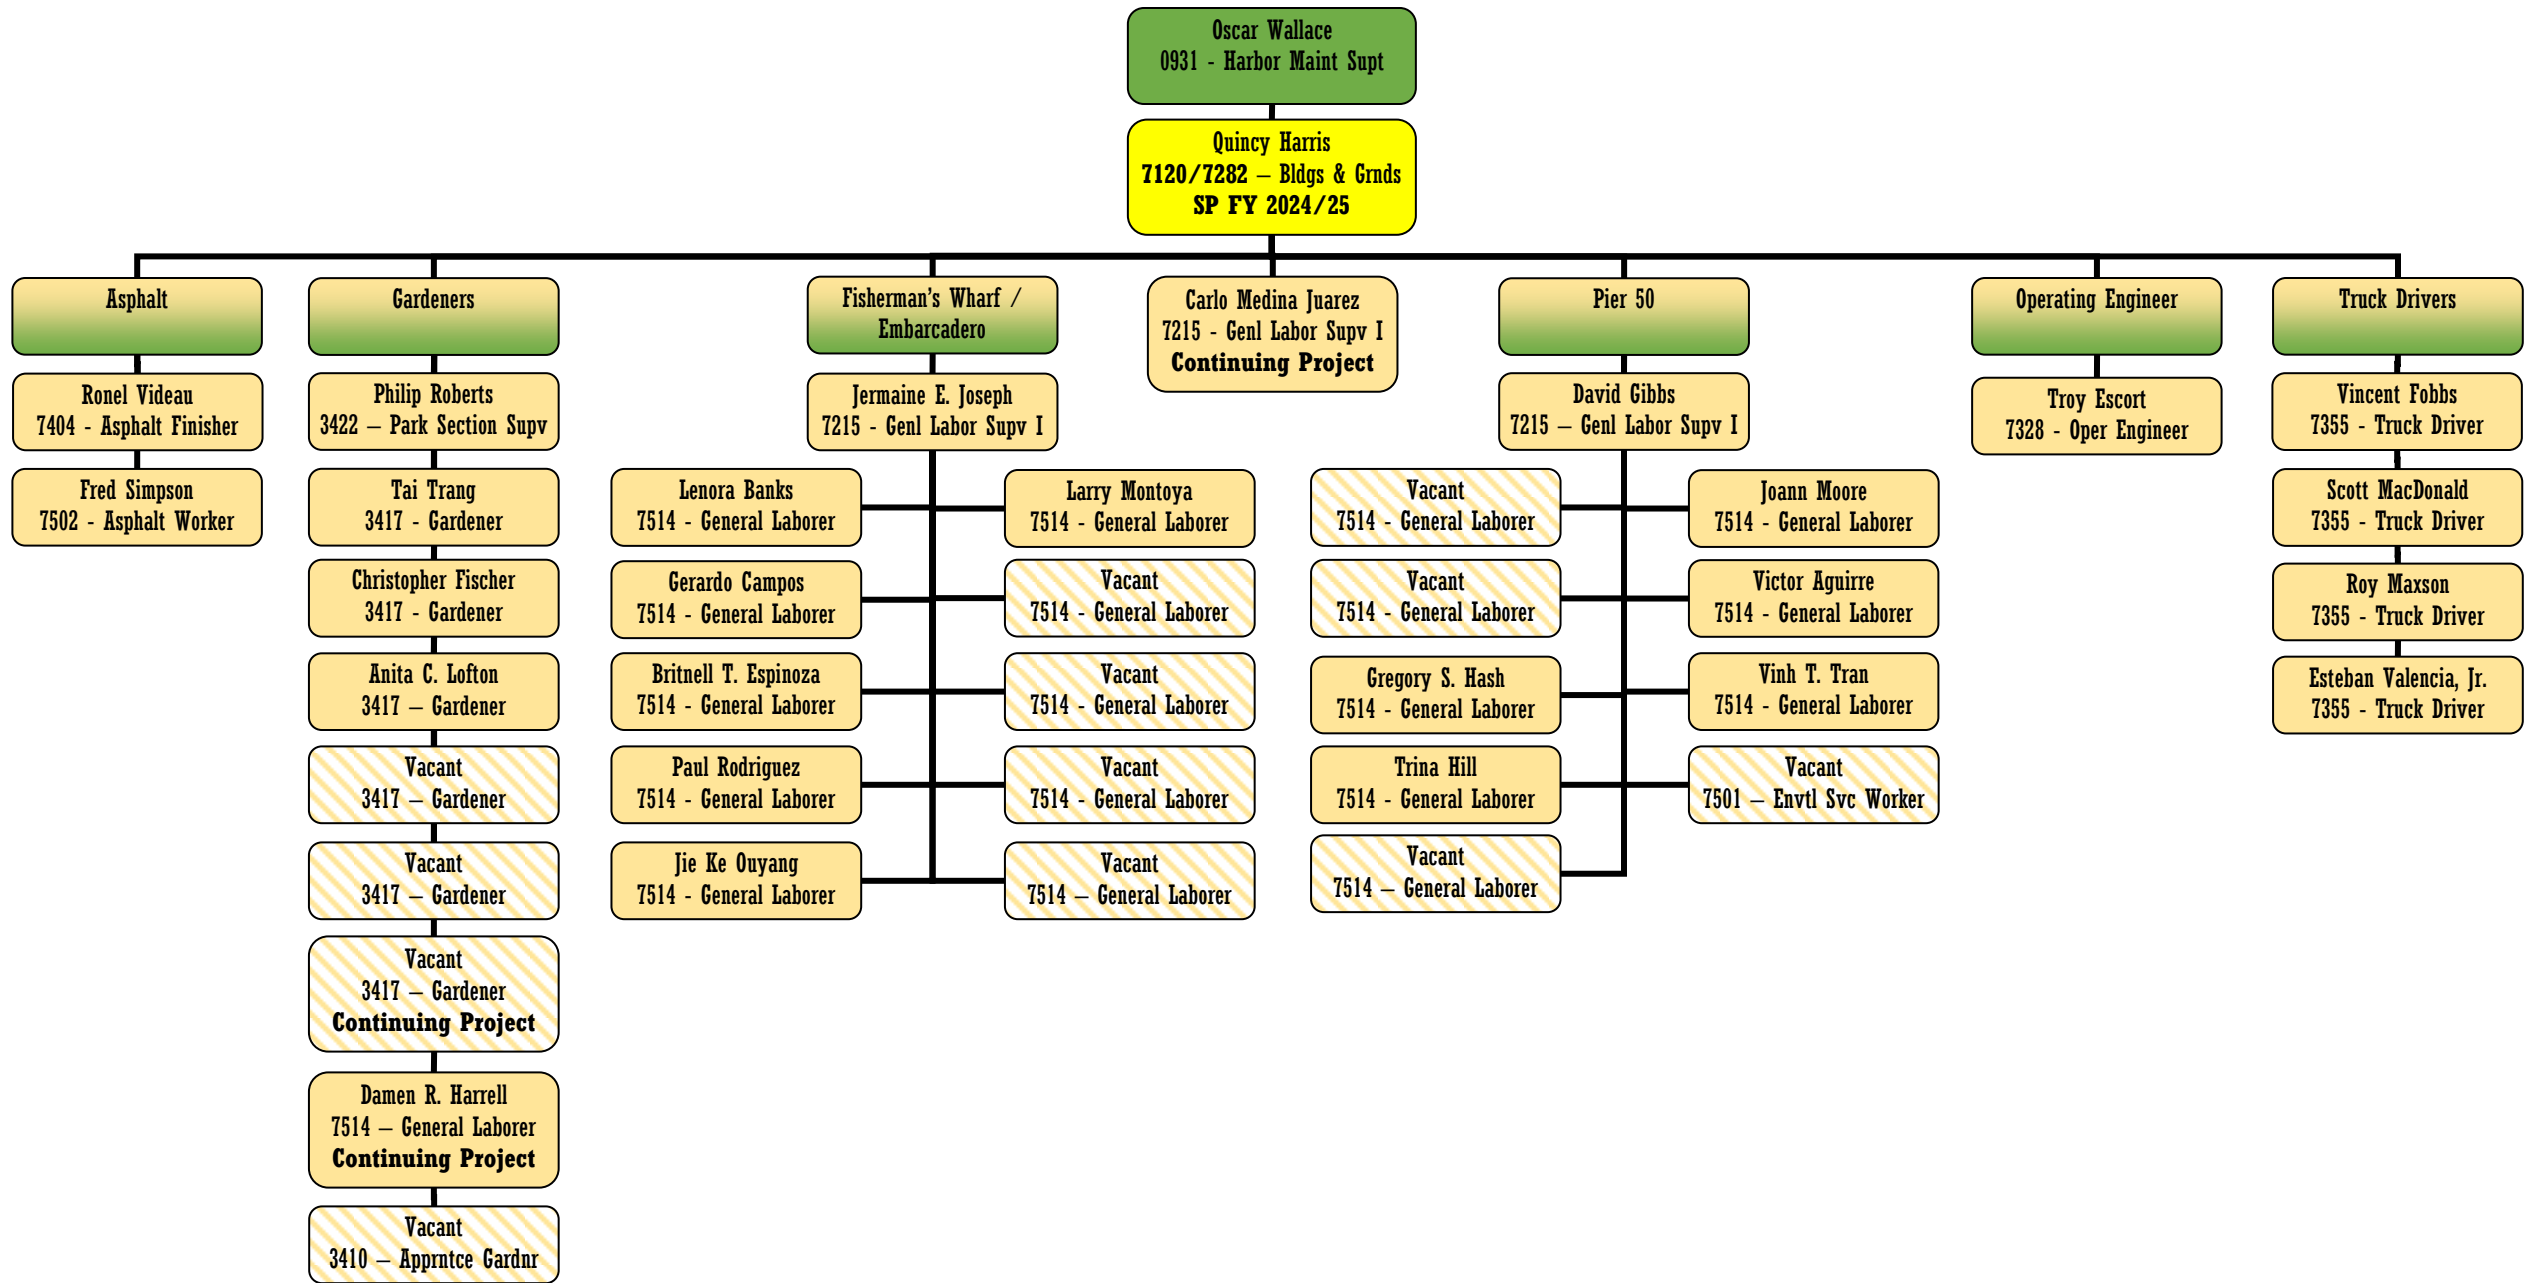 Oscar Wallace
0931 - Harbor Maint Supt
Quincy Harris
7120/7282 – Bldgs & Grnds
SP FY 2024/25
Asphalt
Ronel Videau
7404 - Asphalt Finisher
Fred Simpson
7502 - Asphalt Worker
Gardeners
Philip Roberts
3422 – Park Section Supv
Tai Trang
3417 - Gardener
Christopher Fischer
3417 - Gardener
Anita C. Lofton
3417 – Gardener
Vacant
3417 – Gardener
Vacant
3417 – Gardener
Vacant
3417 – Gardener
Continuing Project
Damen R. Harrell
7514 – General Laborer
Continuing Project
Vacant
3410 – Apprntce Gardnr
Fisherman’s Wharf /
Embarcadero
Jermaine E. Joseph
7215 - Genl Labor Supv I
Lenora Banks
7514 - General Laborer
Gerardo Campos
7514 - General Laborer
Britnell T. Espinoza
7514 - General Laborer
Paul Rodriguez
7514 - General Laborer
Jie Ke Ouyang
7514 - General Laborer
Larry Montoya
7514 - General Laborer
Vacant
7514 - General Laborer
Vacant
7514 - General Laborer
Vacant
7514 - General Laborer
Vacant
7514 – General Laborer
Carlo Medina Juarez
7215 - Genl Labor Supv I
Continuing Project
Pier 50
David Gibbs
7215 – Genl Labor Supv I
Vacant
7514 - General Laborer
Vacant
7514 - General Laborer
Gregory S. Hash
7514 - General Laborer
Trina Hill
7514 - General Laborer
Vacant
7514 – General Laborer
Joann Moore
7514 - General Laborer
Victor Aguirre
7514 - General Laborer
Vinh T. Tran
7514 - General Laborer
Vacant
7501 – Envtl Svc Worker
Operating Engineer
Troy Escort
7328 - Oper Engineer
Truck Drivers
Vincent Fobbs
7355 - Truck Driver
Scott MacDonald
7355 - Truck Driver
Roy Maxson
7355 - Truck Driver
Esteban Valencia, Jr.
7355 - Truck Driver